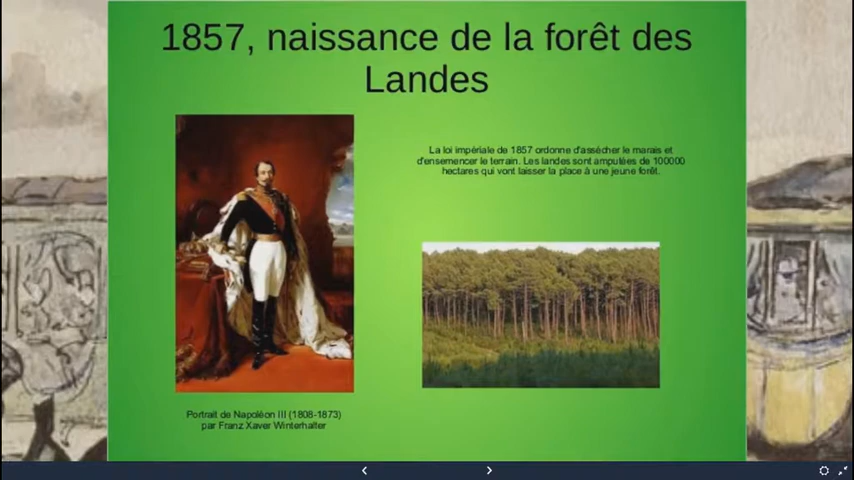 1857, naissance de la forêt des
Landes
La loi impériale de 1857 ordonne d'assécher le marais et
d'ensemencer le terrain. Les landes sont ampulées de 100000
hectares qui vont laisser la place à une jeune forêt.
Portrait de Napoléon III (1808-1873)
par Franz Xaver Winterhalter